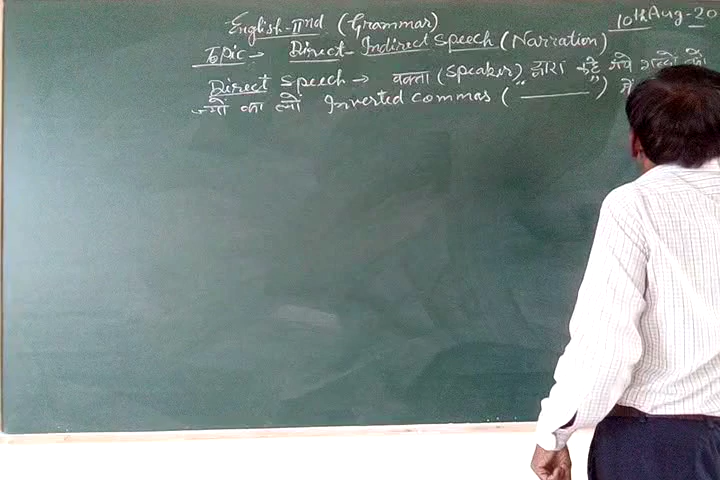 English-IInd (Grammar)
10th Aug-20
Topic → Direct-Indirect Speech (Narration)
Direct Speech → वक्ता (Speaker) द्वारा कहे गये शब्दों को
ज्यों का त्यों Inverted commas (“ ——— ”) में